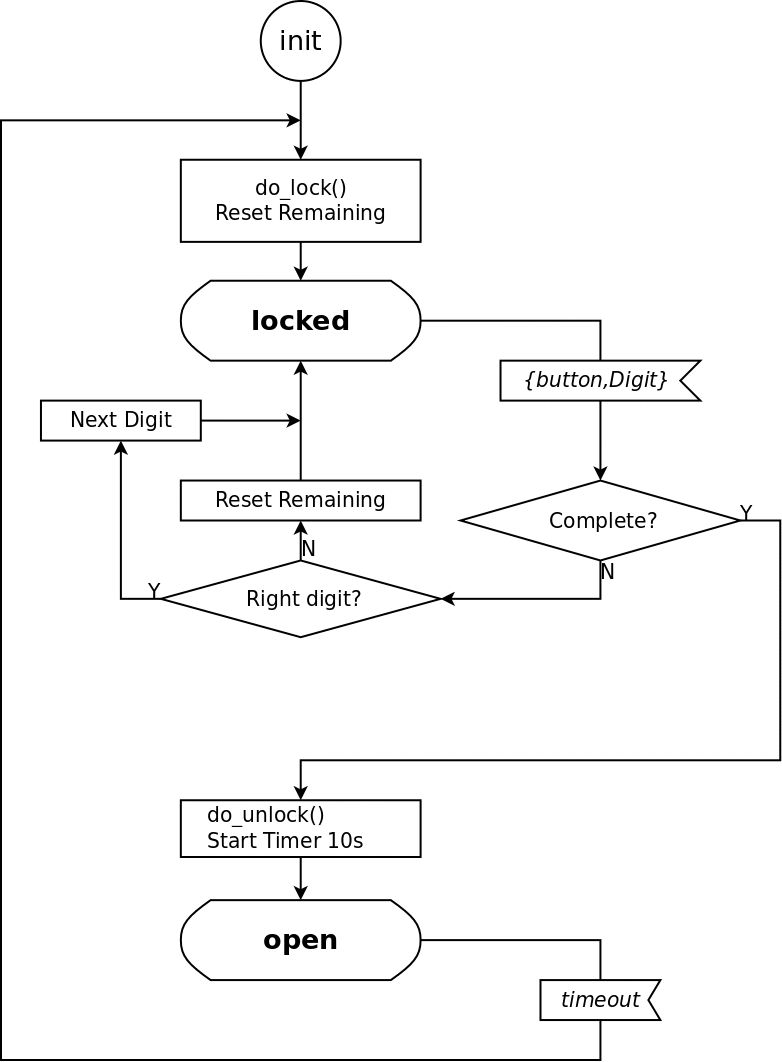 init
do_lock()
Reset Remaining
locked
{button,Digit}
Next Digit
Reset Remaining
Complete?
Y
N
N
Right digit?
Y
do_unlock()
Start Timer 10s
open
timeout